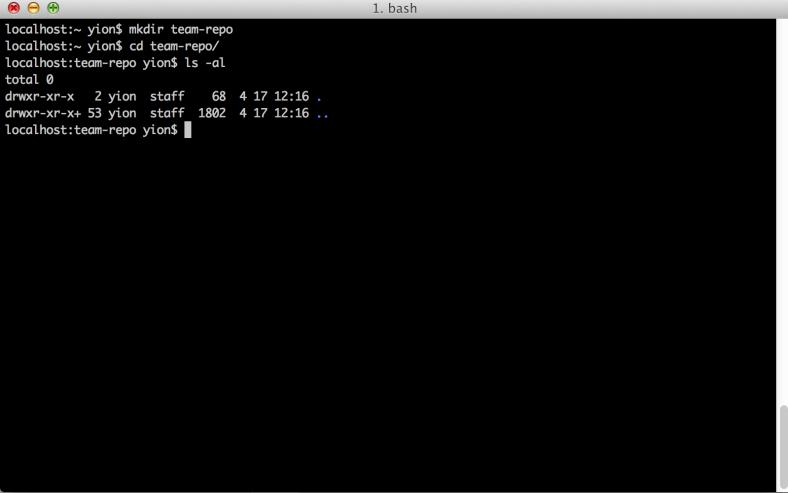 1. bash
localhost:~ yion$ mkdir team-repo
localhost:~ yion$ cd team-repo/
localhost:team-repo yion$ ls -al
total 0
drwxr-xr-x   2 yion  staff    68  4 17 12:16 .
drwxr-xr-x+ 53 yion  staff  1802  4 17 12:16 ..
localhost:team-repo yion$